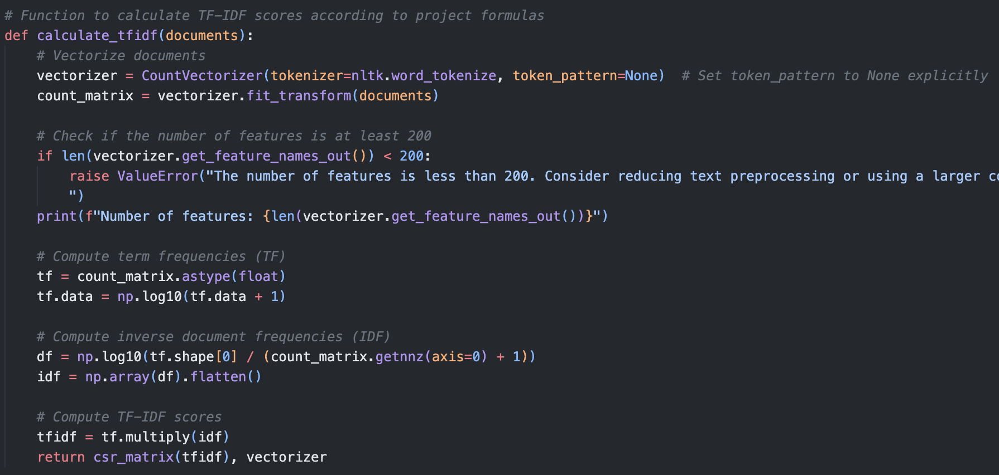 # Function to calculate TF-IDF scores according to project formulas
def calculate_tfidf(documents):
    # Vectorize documents
    vectorizer = CountVectorizer(tokenizer=nltk.word_tokenize, token_pattern=None)  # Set token_pattern to None explicitly
    count_matrix = vectorizer.fit_transform(documents)

    # Check if the number of features is at least 200
    if len(vectorizer.get_feature_names_out()) < 200:
        raise ValueError("The number of features is less than 200. Consider reducing text preprocessing or using a larger
        ")
    print(f"Number of features: {len(vectorizer.get_feature_names_out())}")

    # Compute term frequencies (TF)
    tf = count_matrix.astype(float)
    tf.data = np.log10(tf.data + 1)

    # Compute inverse document frequencies (IDF)
    df = np.log10(tf.shape[0] / (count_matrix.getnnz(axis=0) + 1))
    idf = np.array(df).flatten()

    # Compute TF-IDF scores
    tfidf = tf.multiply(idf)
    return csr_matrix(tfidf), vectorizer